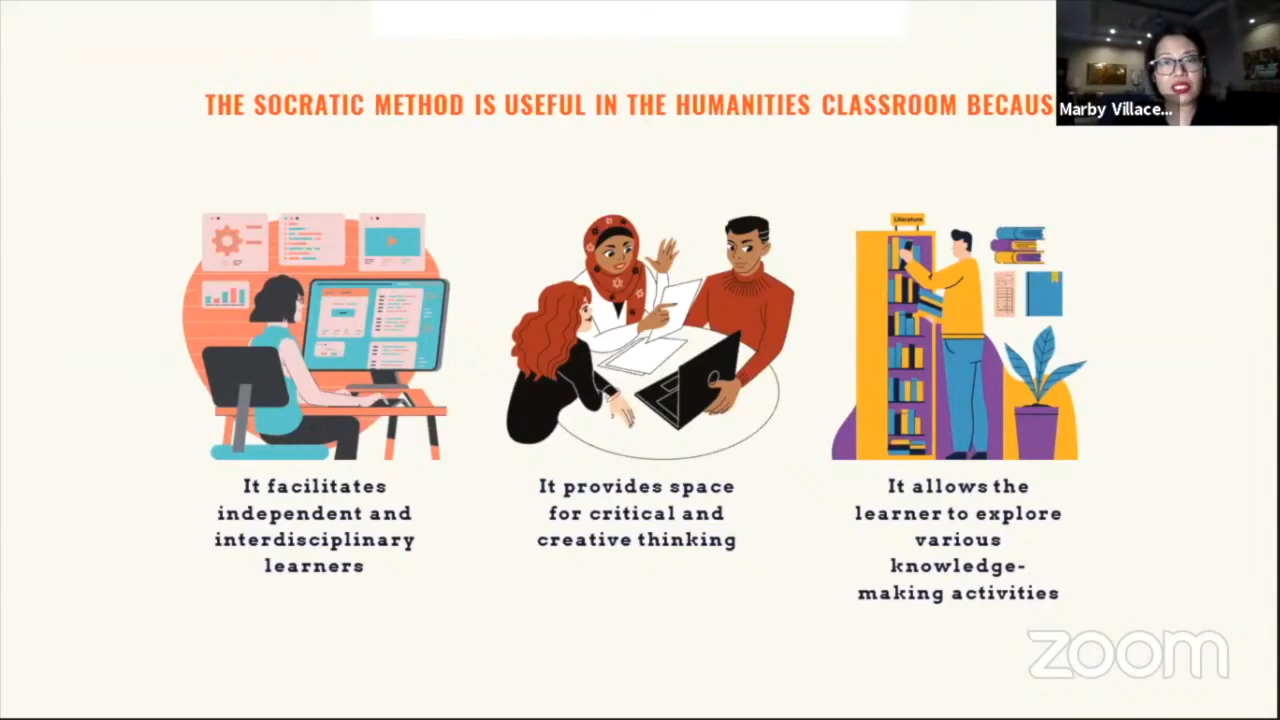 THE SOCRATIC METHOD IS USEFUL IN THE HUMANITIES CLASSROOM BECAUS
Marby Villace...
Literature
It facilitates
independent and
interdisciplinary
learners
It provides space
for critical and
creative thinking
It allows the
learner to explore
various
knowledge-
making activities
zoom